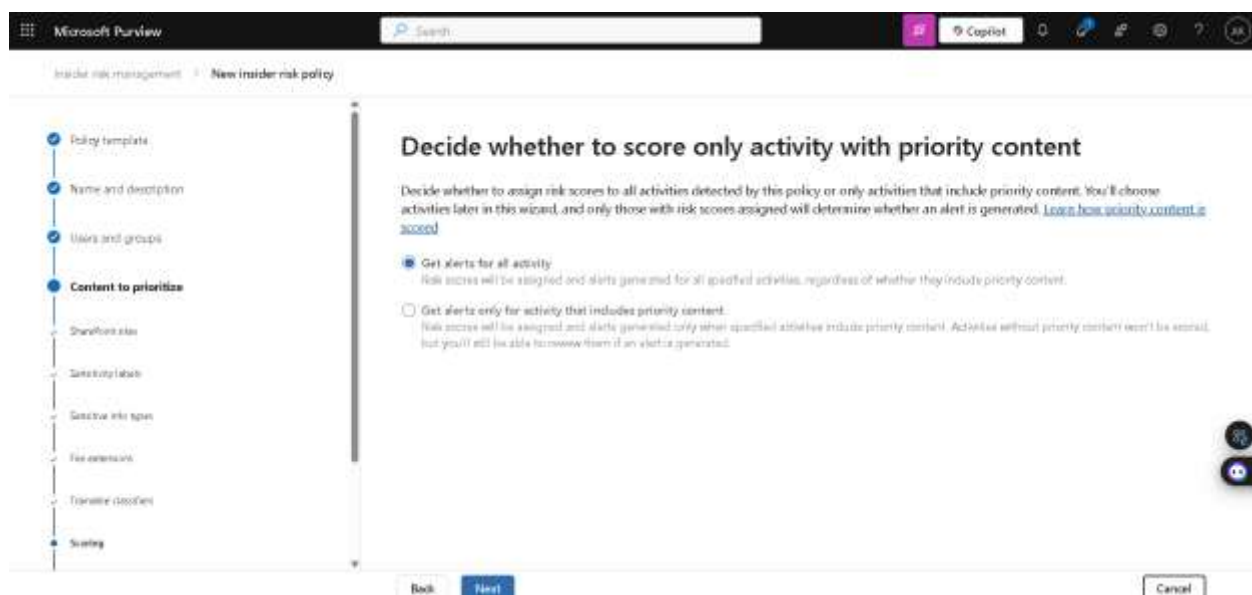 Microsoft Purview
Search
Copilot
?
Insider risk management > New insider risk policy
Policy template
Name and description
Users and groups
Content to prioritize
SharePoint sites
Sensitivity labels
Sensitive info types
File extensions
Trainable classifiers
Scoring
Decide whether to score only activity with priority content
Decide whether to assign risk scores to all activities detected by this policy or only activities that include priority content. You'll choose
activities later in this wizard, and only those with risk scores assigned will determine whether an alert is generated. Learn how priority content is
scored
Get alerts for all activity
Risk scores will be assigned and alerts generated for all specified activities, regardless of whether they include priority content.
Get alerts only for activity that includes priority content
Risk scores will be assigned and alerts generated only when specified activities include priority content. Activities without priority content won't be scored,
but you'll still be able to review them if an alert is generated.
Back
Next
Cancel